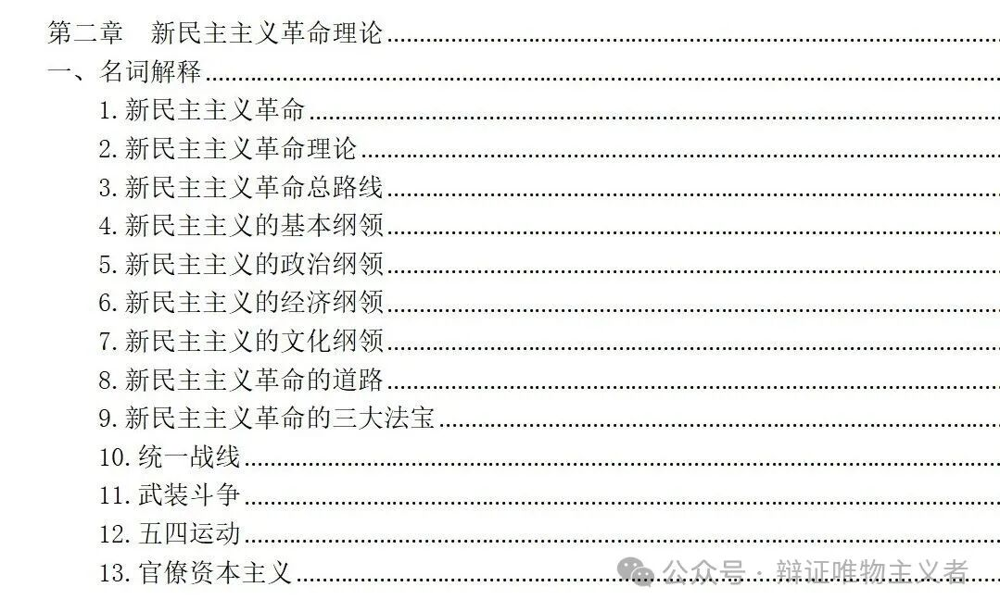 第二章　新民主主义革命理论
一、名词解释
1.新民主主义革命
2.新民主主义革命理论
3.新民主主义革命总路线
4.新民主主义的基本纲领
5.新民主主义的政治纲领
6.新民主主义的经济纲领
7.新民主主义的文化纲领
8.新民主主义革命的道路
9.新民主主义革命的三大法宝
10.统一战线
11.武装斗争
12.五四运动
13.官僚资本主义
公众号·辩证唯物主义者